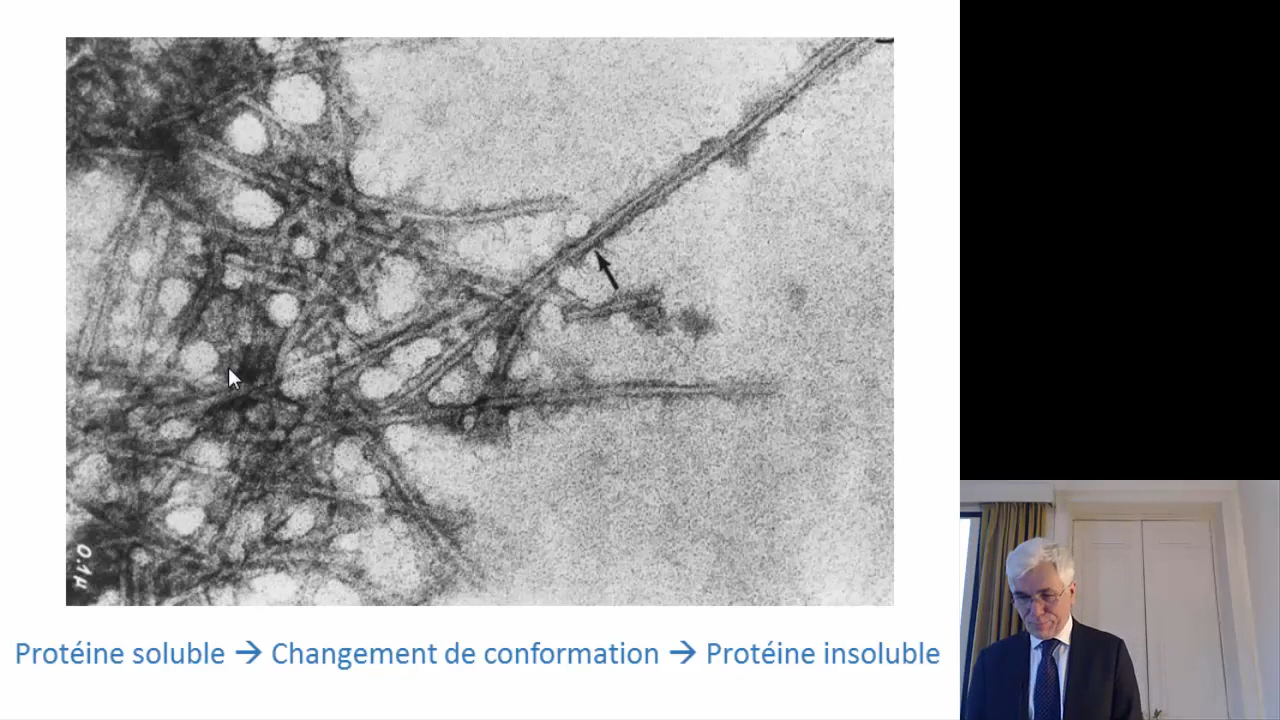 0.1µ
Protéine soluble → Changement de conformation → Protéine insoluble